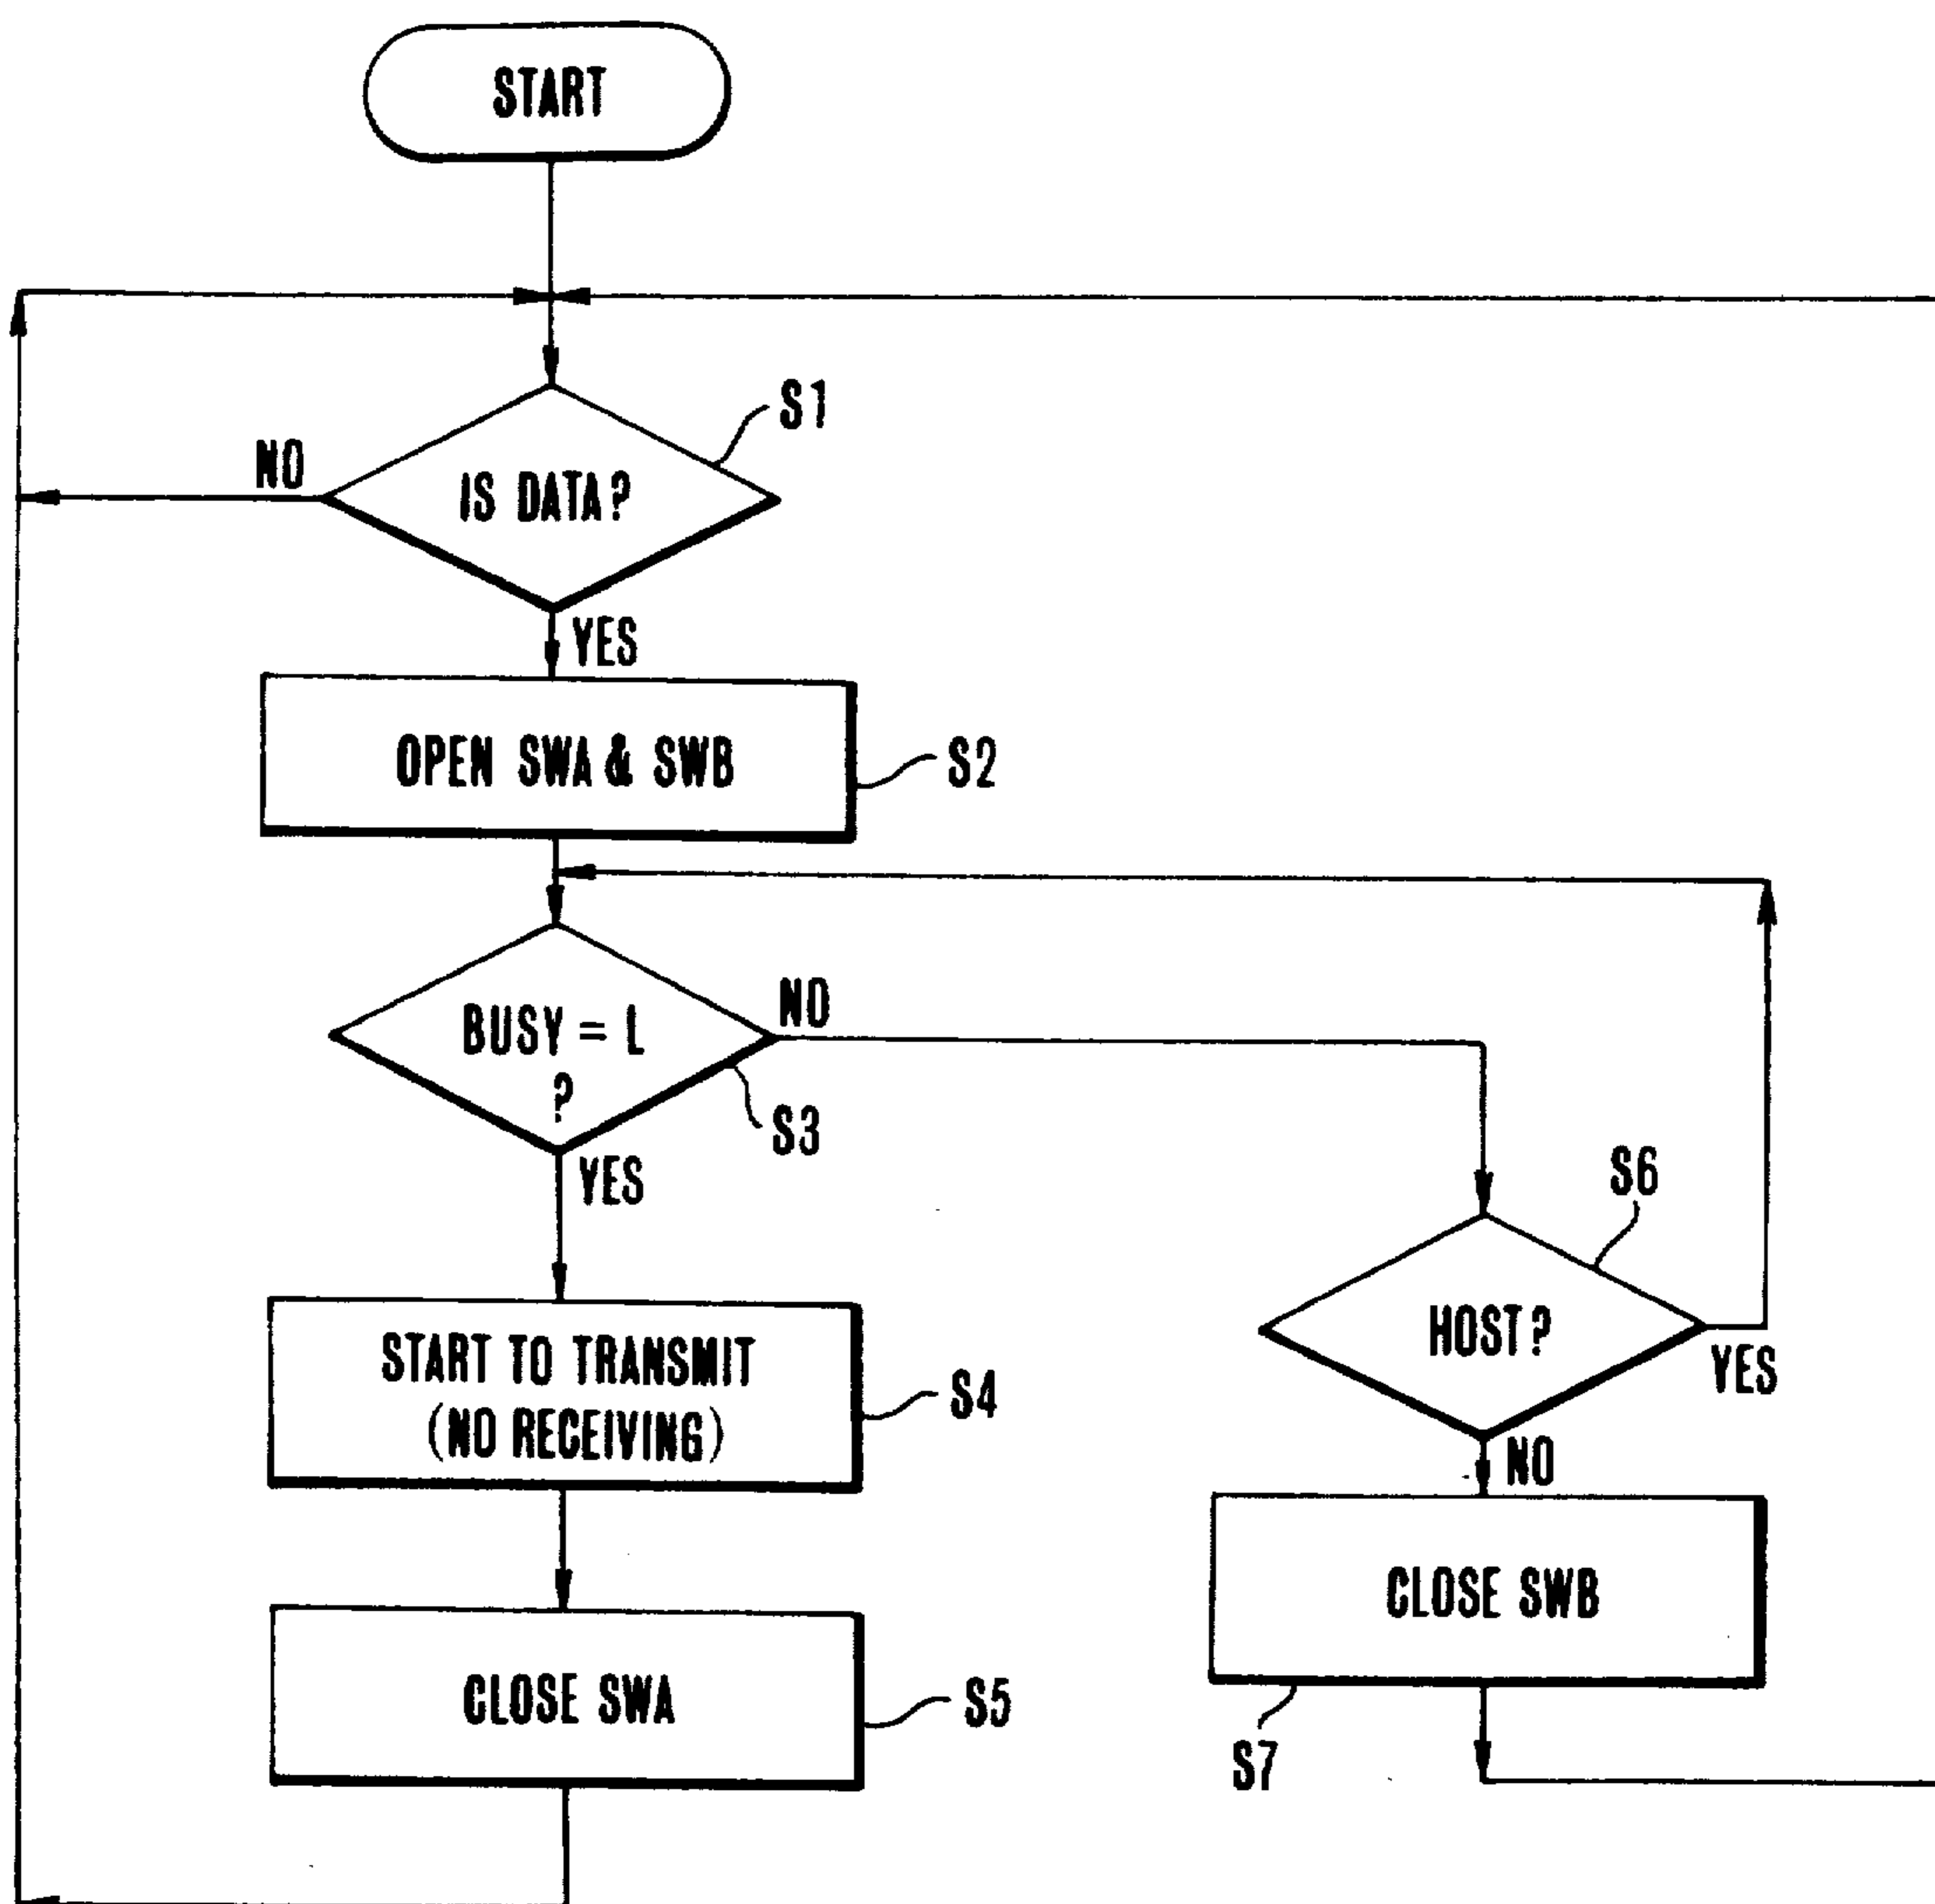 START
S1
NO
IS DATA?
YES
OPEN SWA & SWB
S2
NO
BUSY = L
?
S3
YES
S6
HOST?
YES
START TO TRANSMIT
(NO RECEIVING)
S4
NO
CLOSE SWB
CLOSE SWA
S5
S7